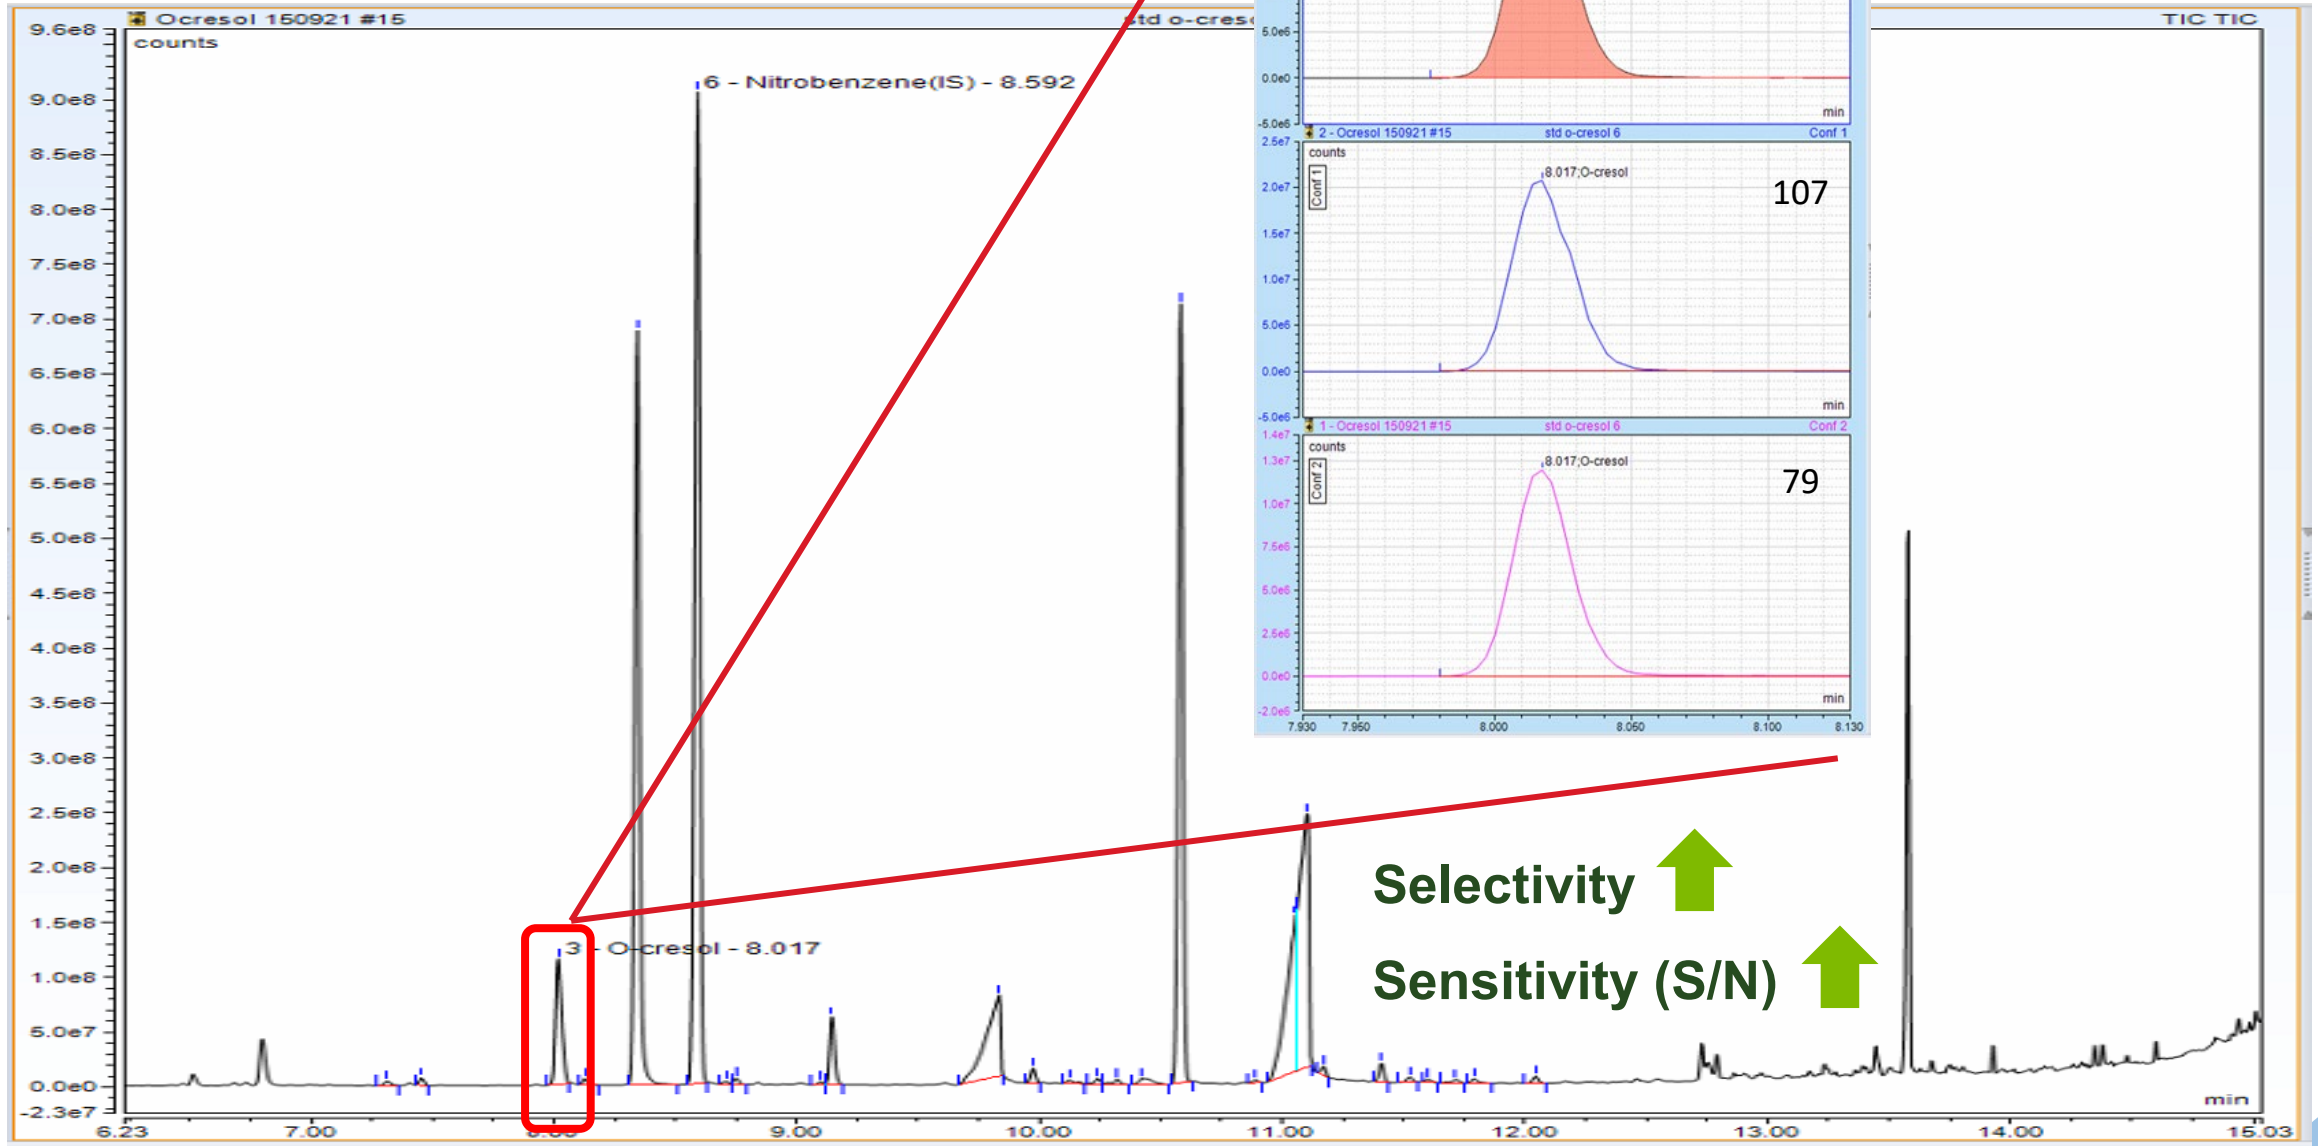 Ocresol 150921 #15
std o-creso
TIC TIC
counts
9.6e8
9.0e8
8.5e8
8.0e8
7.5e8
7.0e8
6.5e8
6.0e8
5.5e8
5.0e8
4.5e8
4.0e8
3.5e8
3.0e8
2.5e8
2.0e8
1.5e8
1.0e8
5.0e7
0.0e0
-2.3e7
6 - Nitrobenzene(IS) - 8.592
3 - O-cresol - 8.017
min
6.23
7.00
8.00
9.00
10.00
11.00
12.00
13.00
14.00
15.03
5.0e6
0.0e0
-5.0e6
min
2 - Ocresol 150921 #15
std o-cresol 6
Conf 1
2.5e7
2.0e7
1.5e7
1.0e7
5.0e6
0.0e0
-5.0e6
counts
Conf 1
8.017;O-cresol
107
min
1 - Ocresol 150921 #15
std o-cresol 6
Conf 2
1.4e7
1.3e7
1.0e7
7.5e6
5.0e6
2.5e6
0.0e0
-2.0e6
counts
Conf 2
8.017;O-cresol
79
min
7.930
7.950
8.000
8.050
8.100
8.130
Selectivity
Sensitivity (S/N)